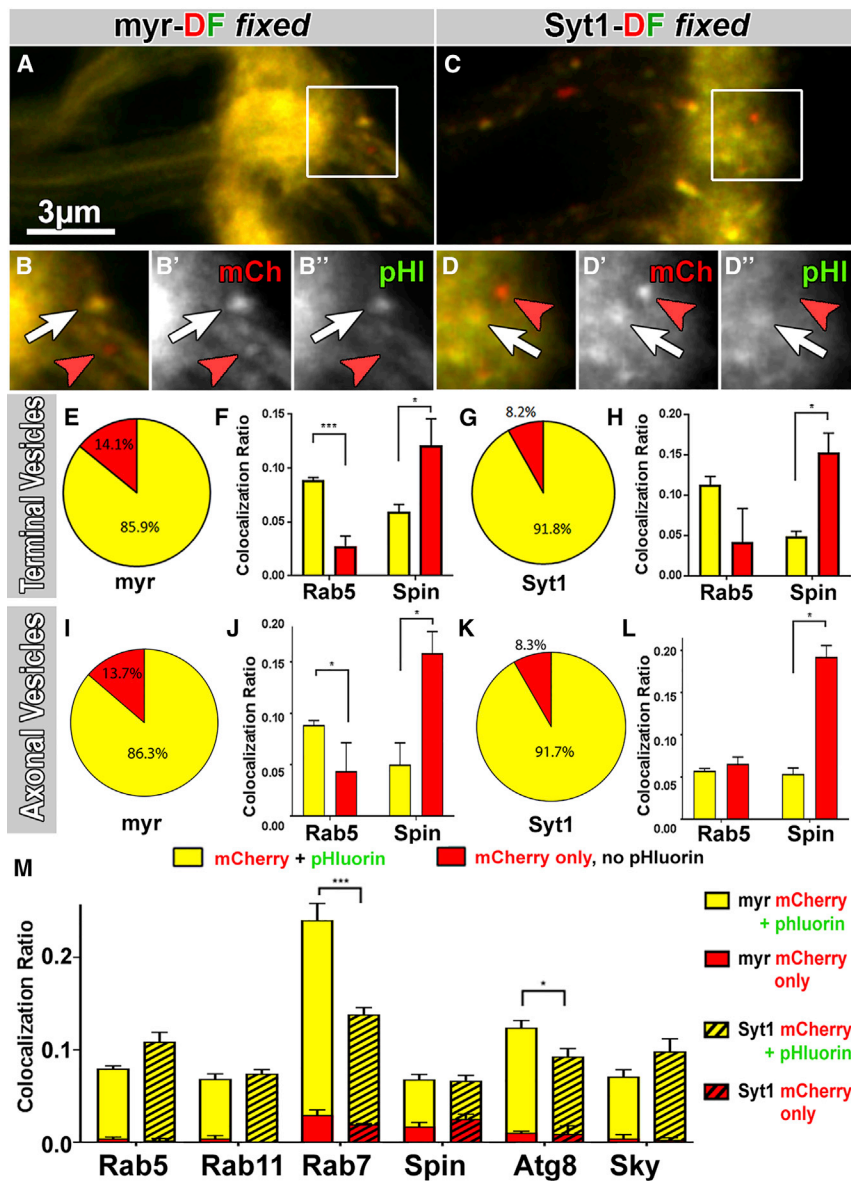 myr-DF fixed
Syt1-DF fixed
A
C
3μm
B
B' mCh
B'' pHl
D
D' mCh
D'' pHl
Terminal Vesicles
E
14.1%
85.9%
myr
F
Colocalization Ratio
0.15
0.10
0.05
0.00
***
*
Rab5
Spin
G
8.2%
91.8%
Syt1
H
Colocalization Ratio
0.20
0.15
0.10
0.05
0.00
*
Rab5
Spin
Axonal Vesicles
I
13.7%
86.3%
myr
J
Colocalization Ratio
0.20
0.15
0.10
0.05
0.00
*
*
Rab5
Spin
K
8.3%
91.7%
Syt1
L
Colocalization Ratio
0.20
0.15
0.10
0.05
0.00
*
Rab5
Spin
mCherry + pHluorin
mCherry only, no pHluorin
M
Colocalization Ratio
0.2
0.1
0.0
***
*
Rab5
Rab11
Rab7
Spin
Atg8
Sky
myr mCherry
+ phluorin
myr mCherry
only
Syt1 mCherry
+ pHluorin
Syt1 mCherry
only